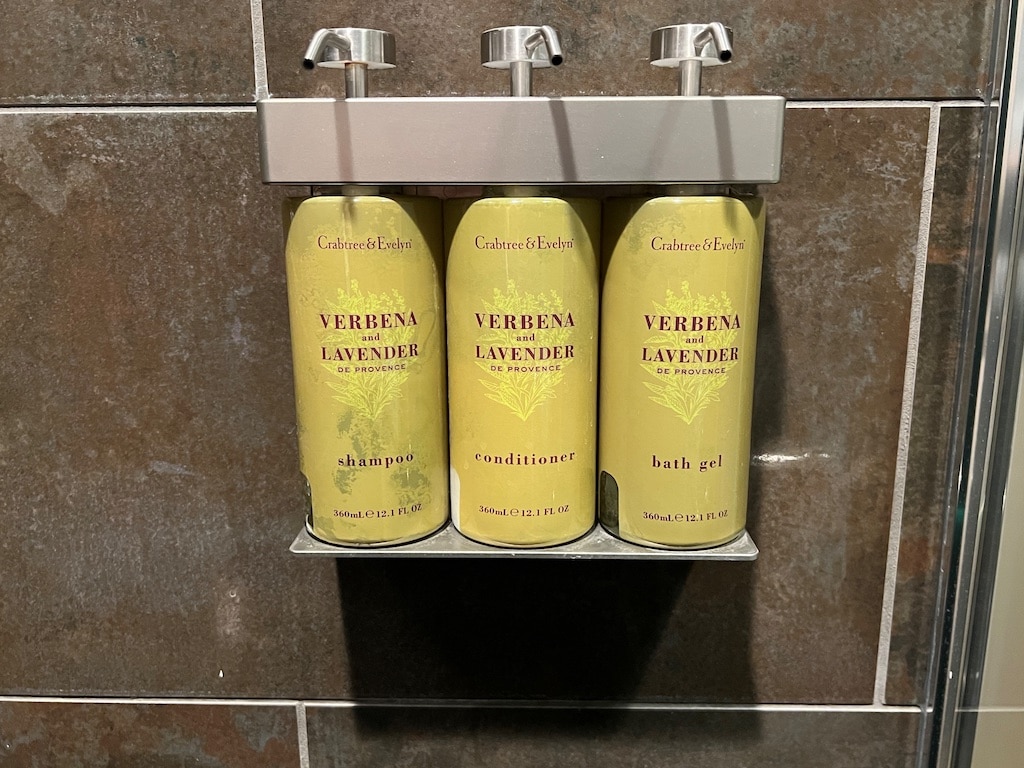 Crabtree & Evelyn®
VERBENA
and
LAVENDER
DE PROVENCE
shampoo
360mL ℮ 12.1 FL OZ
Crabtree & Evelyn®
VERBENA
and
LAVENDER
DE PROVENCE
conditioner
360mL ℮ 12.1 FL OZ
Crabtree & Evelyn®
VERBENA
and
LAVENDER
DE PROVENCE
bath gel
360mL ℮ 12.1 FL OZ